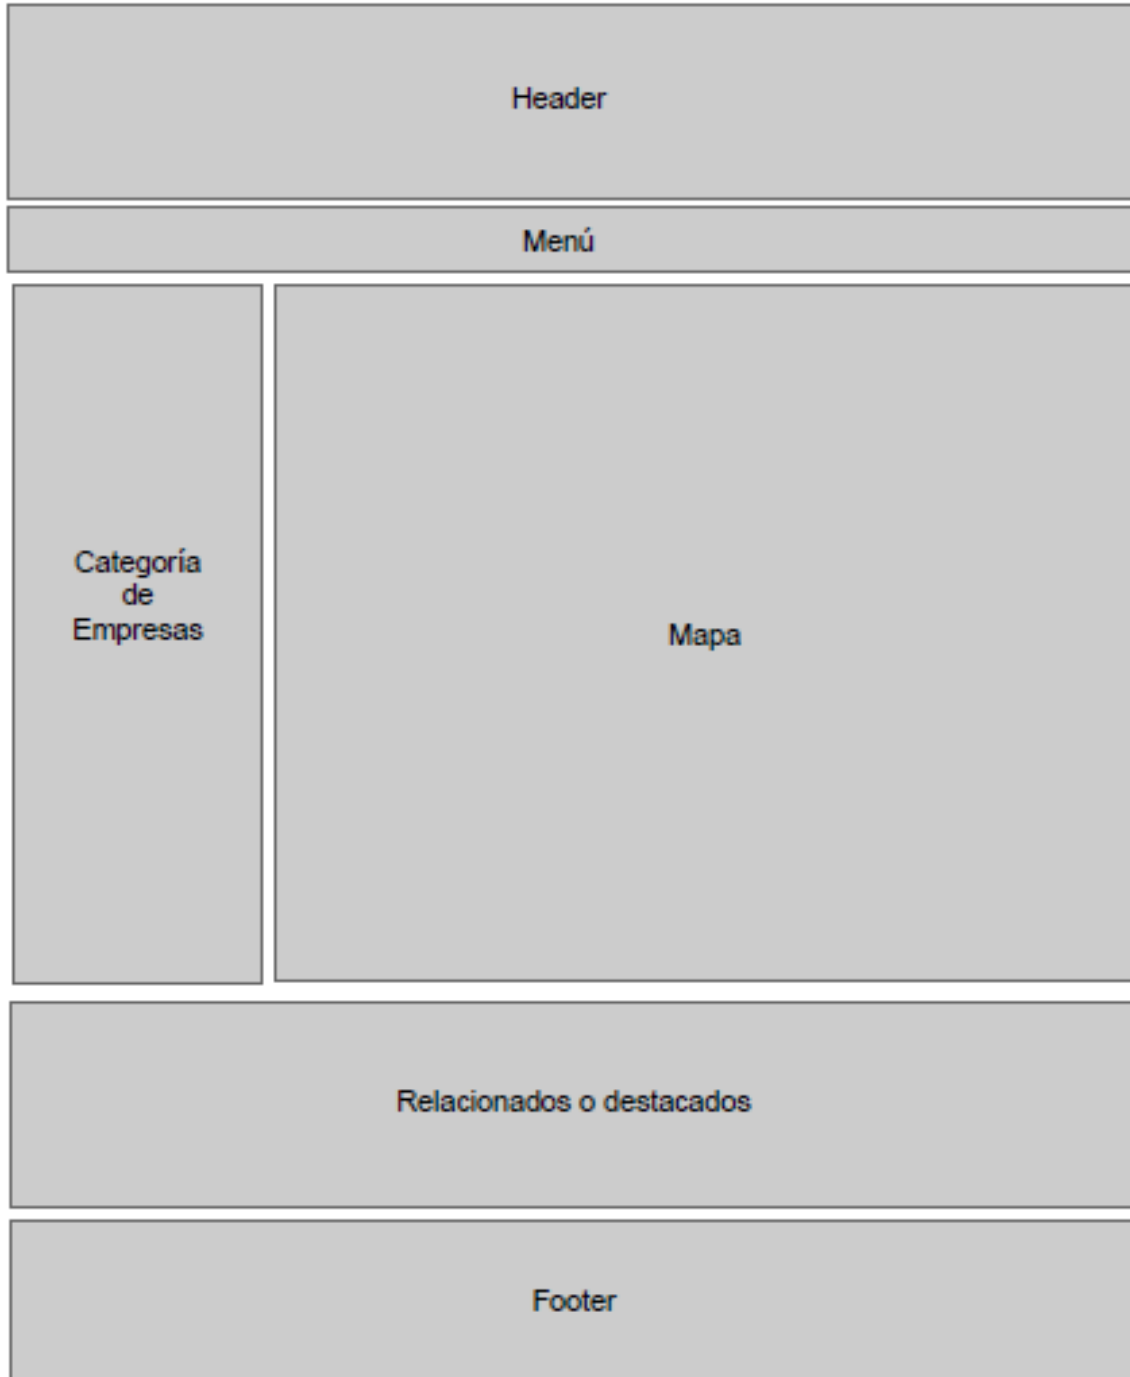 Header
Menú
Categoría
de
Empresas
Mapa
Relacionados o destacados
Footer